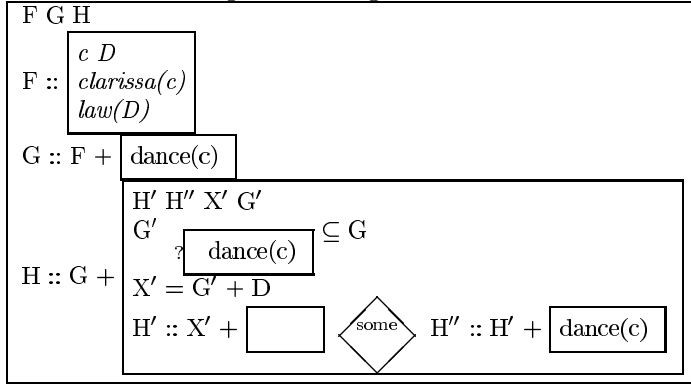 F G H
c D
F :: clarissa(c)
law(D)
G :: F + dance(c)
H′ H″ X′ G′
G′ ? dance(c) ⊆ G
H :: G +
X′ = G′ + D
H′ :: X′ + some H″ :: H′ + dance(c)